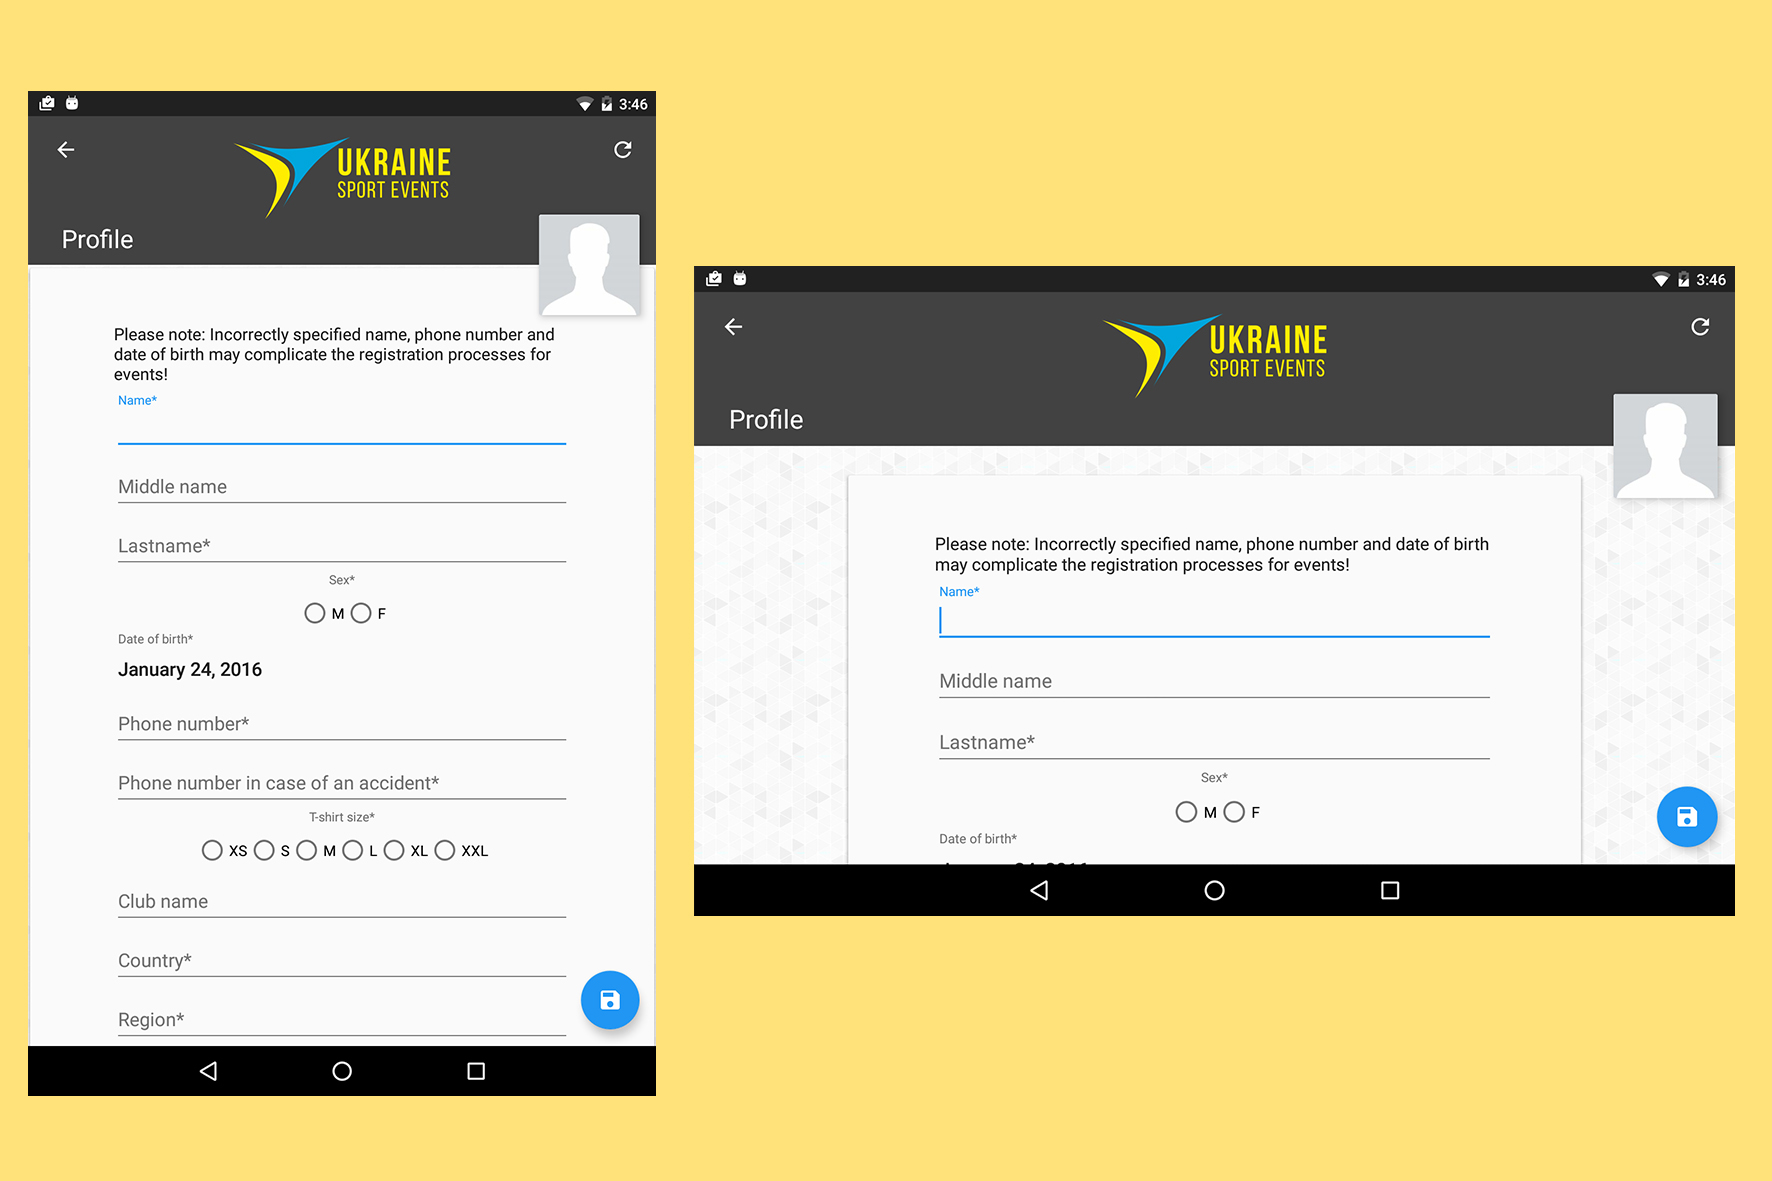 3:46
UKRAINE
SPORT EVENTS
Profile
Please note: Incorrectly specified name, phone number and
date of birth may complicate the registration processes for
events!
Name*
Middle name
Lastname*
Sex*
M F
Date of birth*
January 24, 2016
Phone number*
Phone number in case of an accident*
T-shirt size*
XS S M L XL XXL
Club name
Country*
Region*
3:46
UKRAINE
SPORT EVENTS
Profile
Please note: Incorrectly specified name, phone number and date of birth
may complicate the registration processes for events!
Name*
Middle name
Lastname*
Sex*
M F
Date of birth*